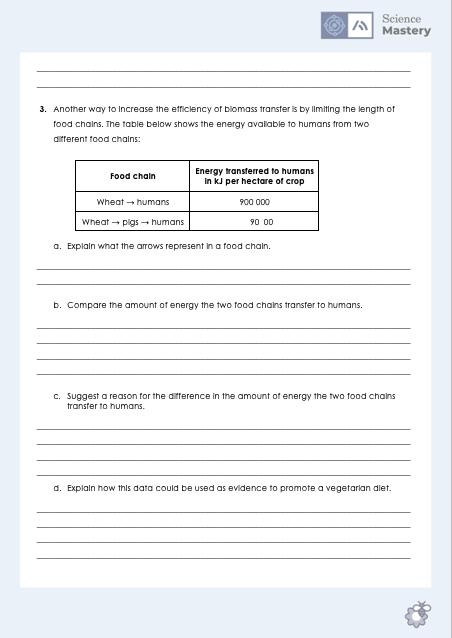 Science
Mastery
3. Another way to increase the efficiency of biomass transfer is by limiting the length of
food chains. The table below shows the energy available to humans from two
different food chains:
Food chain
Energy transferred to humans
in kJ per hectare of crop
Wheat → humans
900 000
Wheat → pigs → humans
90 00
a. Explain what the arrows represent in a food chain.
b. Compare the amount of energy the two food chains transfer to humans.
c. Suggest a reason for the difference in the amount of energy the two food chains
transfer to humans.
d. Explain how this data could be used as evidence to promote a vegetarian diet.